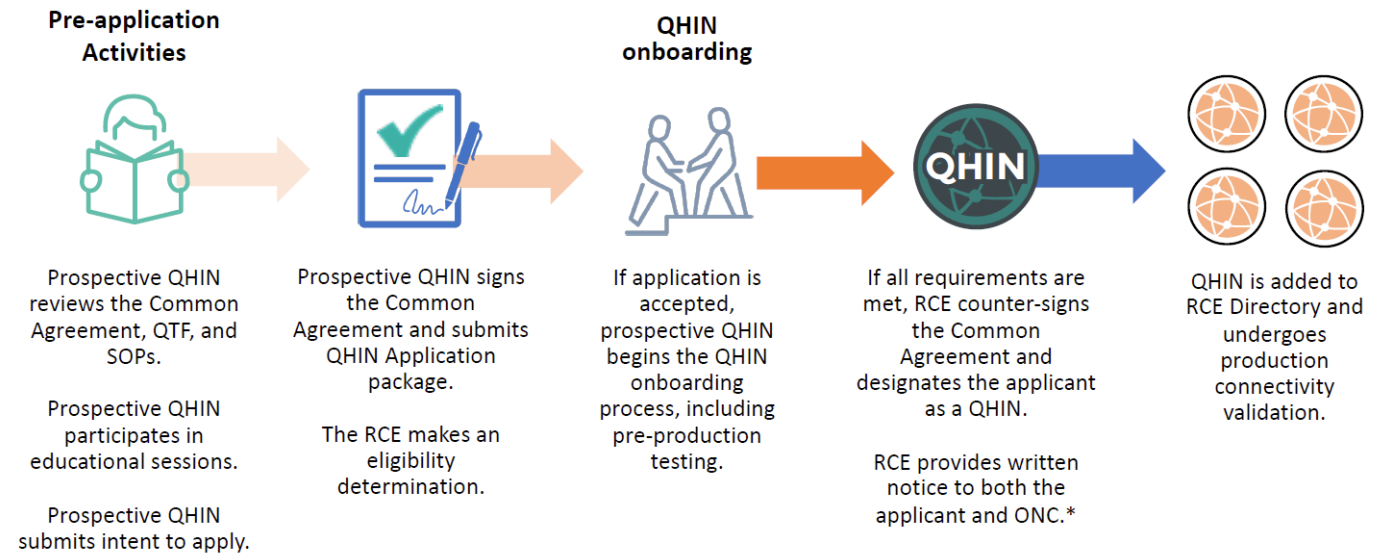 Pre-application
Activities
Prospective QHIN
reviews the Common
Agreement, QTF, and
SOPs.
Prospective QHIN
participates in
educational sessions.
Prospective QHIN
submits intent to apply.
Prospective QHIN signs
the Common
Agreement and submits
QHIN Application
package.
The RCE makes an
eligibility
determination.
QHIN
onboarding
If application is
accepted,
prospective QHIN
begins the QHIN
onboarding
process, including
pre-production
testing.
QHIN
If all requirements are
met, RCE counter-signs
the Common
Agreement and
designates the applicant
as a QHIN.
RCE provides written
notice to both the
applicant and ONC.*
QHIN is added to
RCE Directory and
undergoes
production
connectivity
validation.